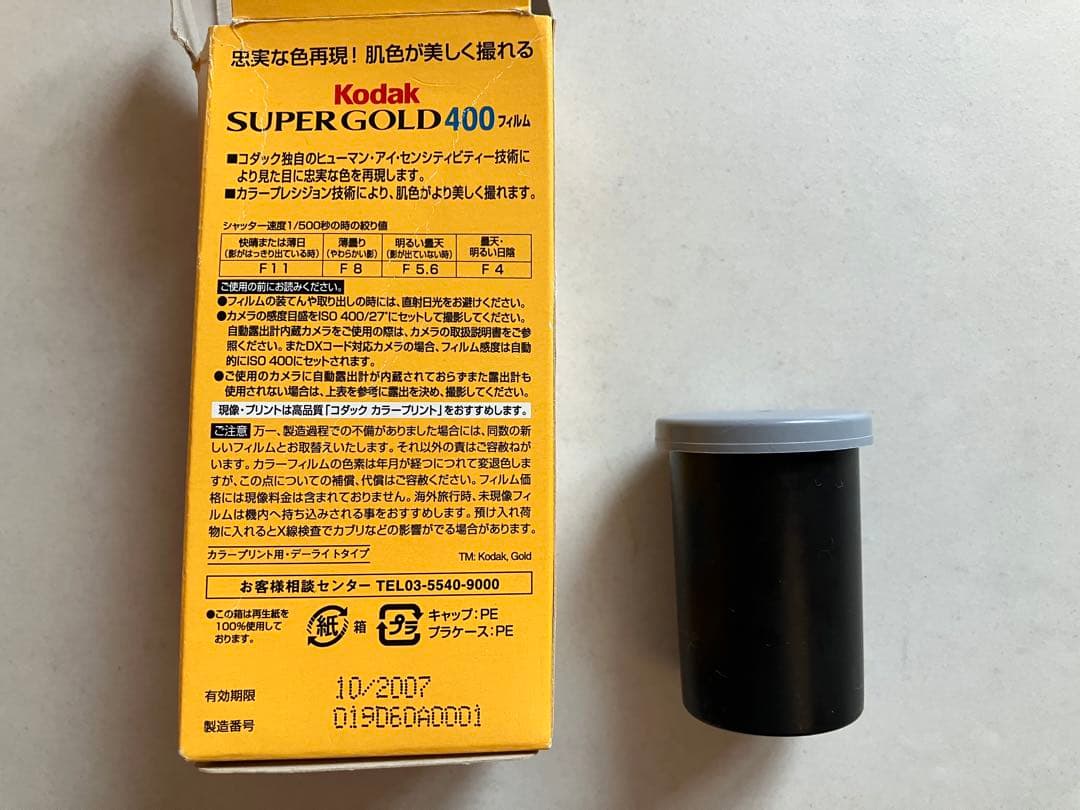 忠実な色再現！肌色が美しく撮れる
Kodak
SUPER GOLD 400 フィルム
■コダック独自のヒューマン・アイ・センシティビティー技術に
より見た目に忠実な色を再現します。
■カラープレシジョン技術により、肌色がより美しく撮れます。
シャッター速度1/500秒の時の絞り値
快晴または薄日 薄曇り 明るい曇天 曇天・
(影がはっきり出ている時) (やわらかい影) (影が出ていない時) 明るい日陰
F11 F8 F5.6 F4
ご使用の前にお読みください。
●フィルムの装てんや取り出しの時には、直射日光をお避けください。
●カメラの感度目盛をISO 400/27°にセットして撮影してください。
自動露出計内蔵カメラをご使用の際は、カメラの取扱説明書をご参
照ください。またDXコード対応カメラの場合、フィルム感度は自動
的にISO 400にセットされます。
●ご使用のカメラに自動露出計が内蔵されておらずまた露出計も
使用されない場合は、上表を参考に露出を決め、撮影してください。
現像・プリントは高品質「コダック カラープリント」をおすすめします。
ご注意 万一、製造過程での不備がありました場合には、同数の新
しいフィルムとお取替えいたします。それ以外の責はご容赦ねが
います。カラーフィルムの色素は年月が経つにつれて変退色しま
すが、この点についての補償、代償はご容赦ください。フィルム価
格には現像料金は含まれておりません。海外旅行時、未現像フィ
ルムは機内へ持ち込みされる事をおすすめします。預け入れ荷
物に入れるとX線検査でカブリなどの影響がでる場合があります。
カラープリント用・デーライトタイプ TM: Kodak, Gold
お客様相談センター TEL03-5540-9000
●この箱は再生紙を
100%使用して
おります。
紙 箱
プラ
キャップ:PE
プラケース:PE
有効期限 10/2007
製造番号 019D60A0001